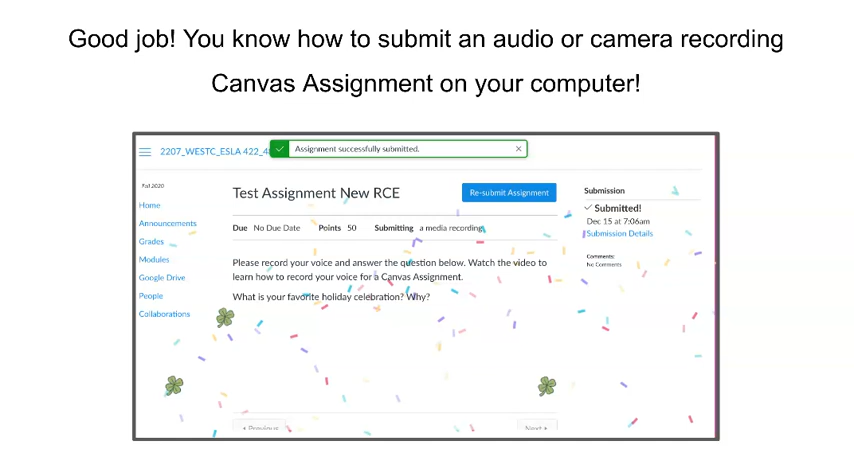 Good job! You know how to submit an audio or camera recording
Canvas Assignment on your computer!
2207_WESTC_ESLA 422_4
Assignment successfully submitted.
Fall 2020
Home
Announcements
Grades
Modules
Google Drive
People
Collaborations
Test Assignment New RCE
Re-submit Assignment
Due No Due Date Points 50 Submitting a media recording
Please record your voice and answer the question below. Watch the video to
learn how to record your voice for a Canvas Assignment.
What is your favorite holiday celebration? Why?
Previous
Next
Submission
Submitted!
Dec 15 at 7:06am
Submission Details
Comments:
No Comments